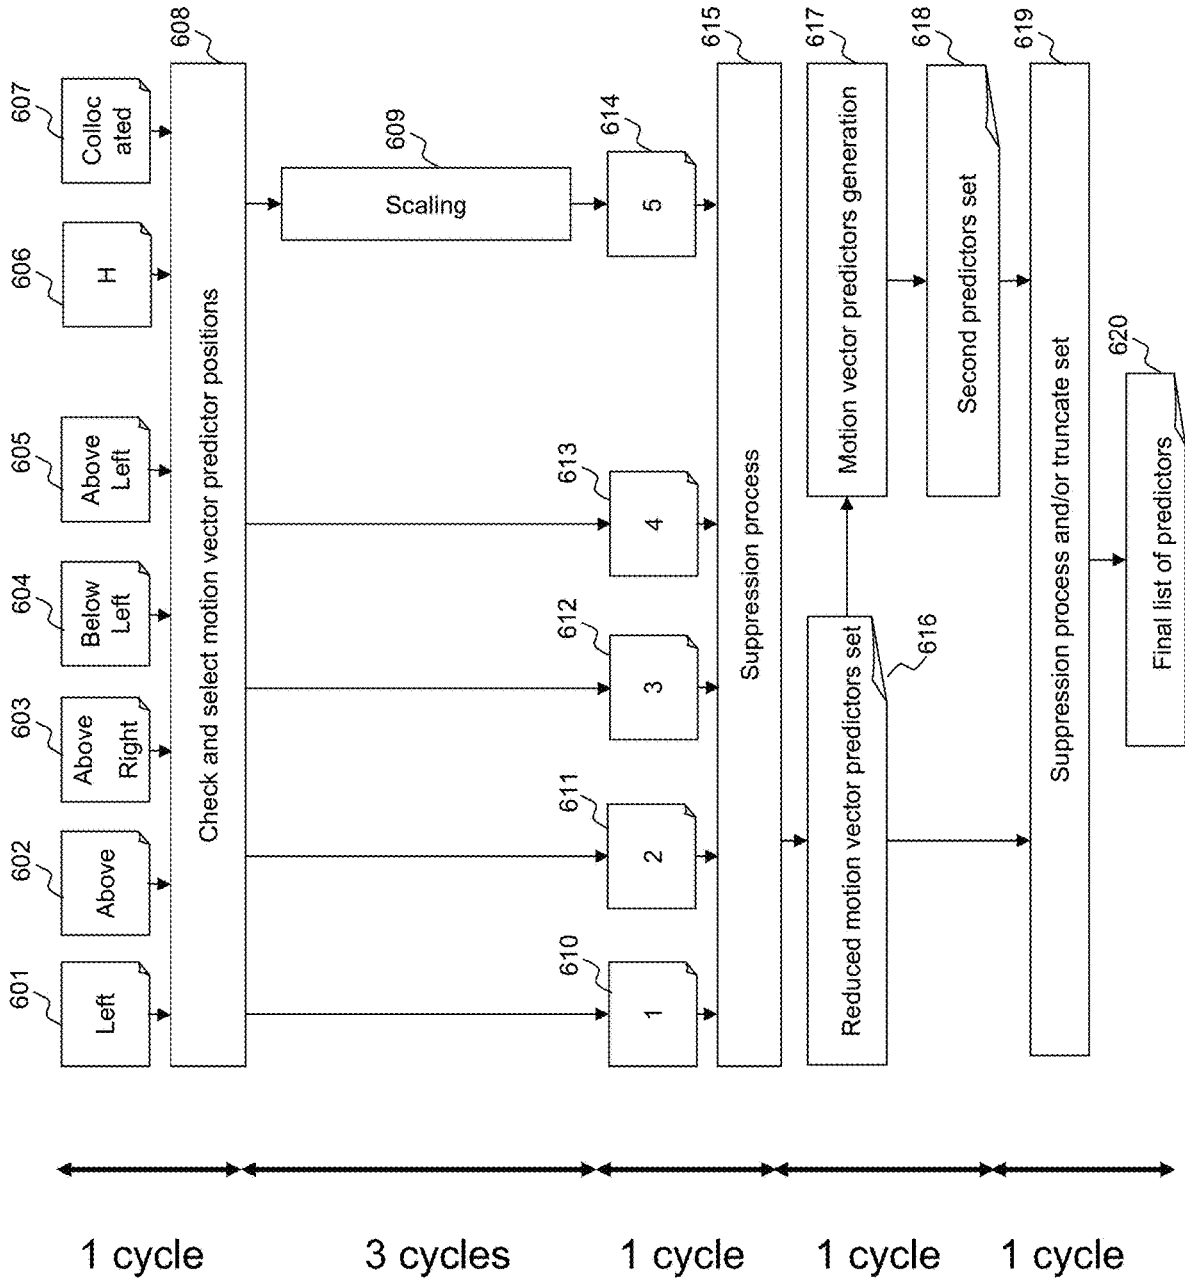 601
602
603
604
605
606
607
Left
Above
Above
Right
Below
Left
Above
Left
H
Colloc
ated
608
Check and select motion vector predictor positions
609
Scaling
610
611
612
613
614
1
2
3
4
5
615
Suppression process
616
617
Reduced motion vector predictors set
Motion vector predictors generation
618
Second predictors set
619
Suppression process and/or truncate set
620
Final list of predictors
1 cycle
3 cycles
1 cycle
1 cycle
1 cycle